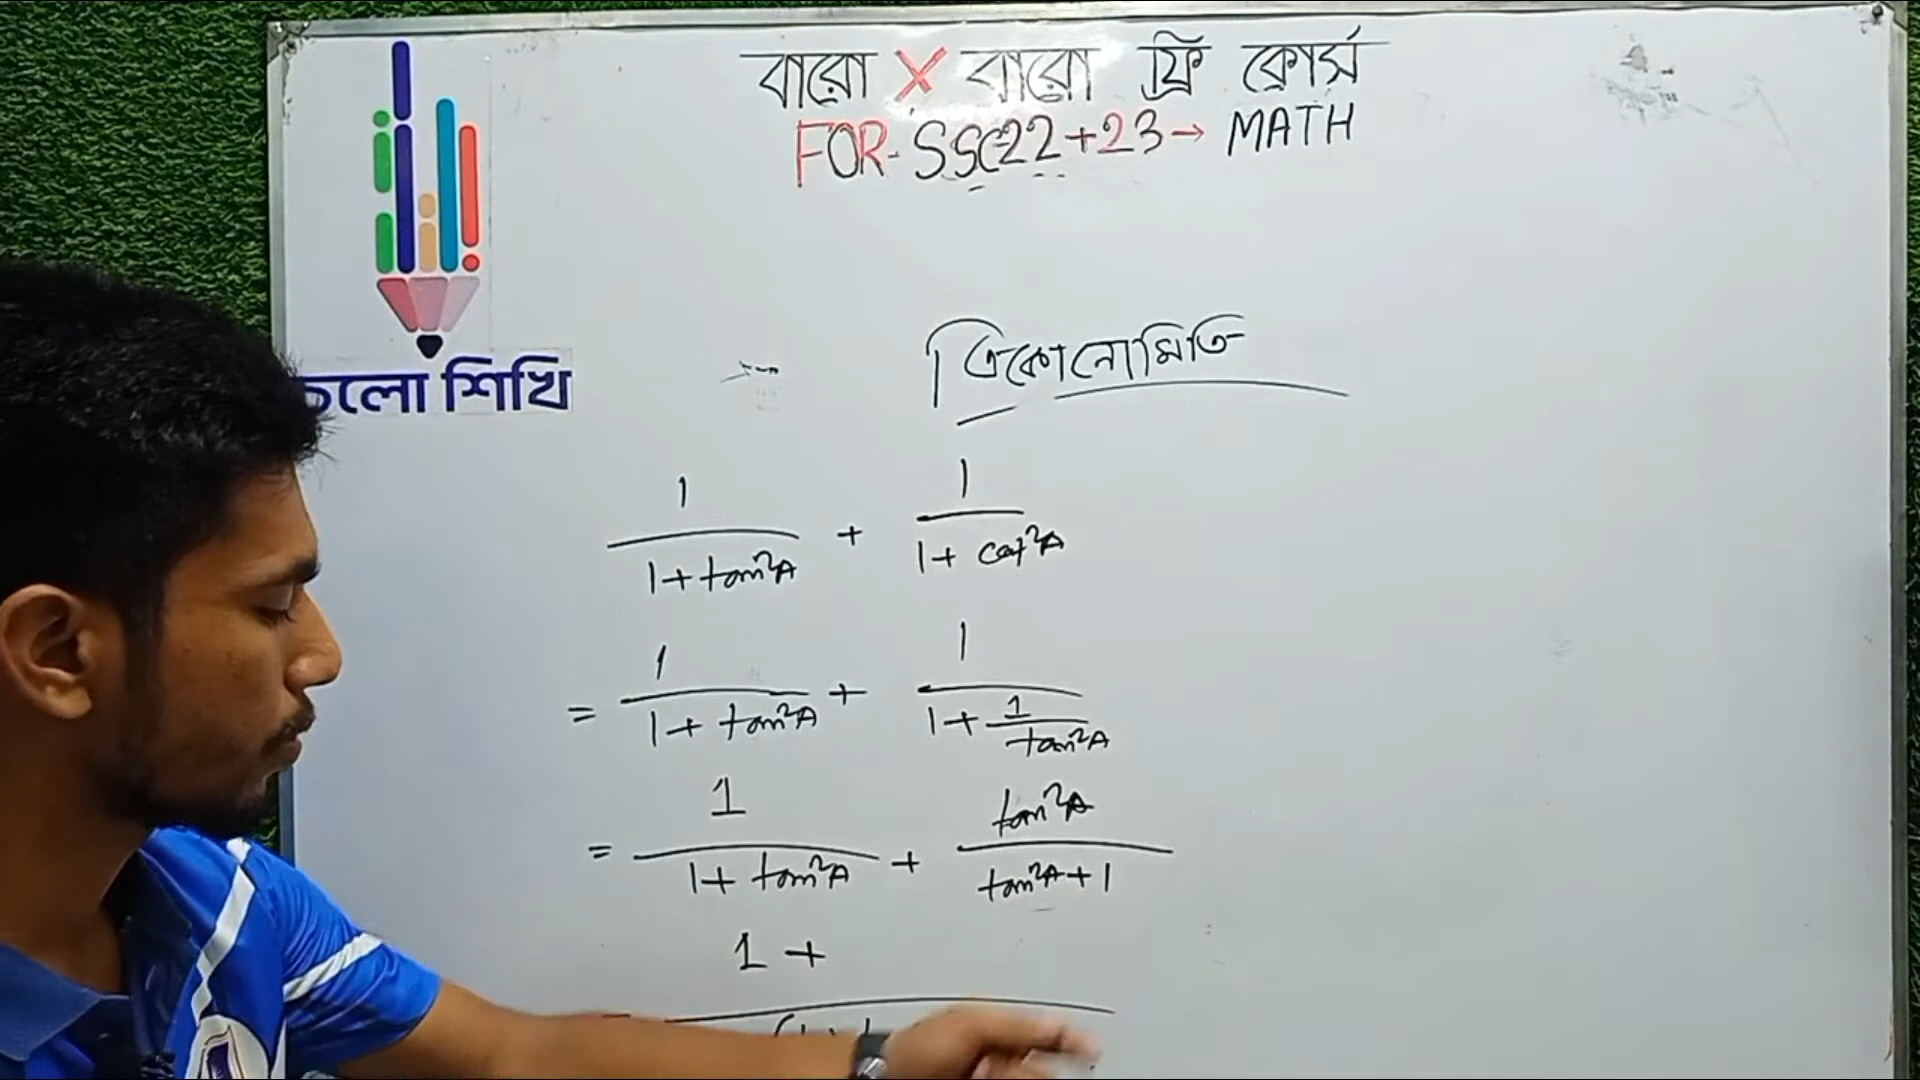 বারো X বারো ফ্রি কোর্স
FOR-SSC22+23→ MATH
চলো শিখি
ত্রিকোনোমিতি
1/(1+tan²A) + 1/(1+cot²A)
= 1/(1+tan²A) + 1/(1+1/tan²A)
= 1/(1+tan²A) + tan²A/(tan²A+1)
1 +